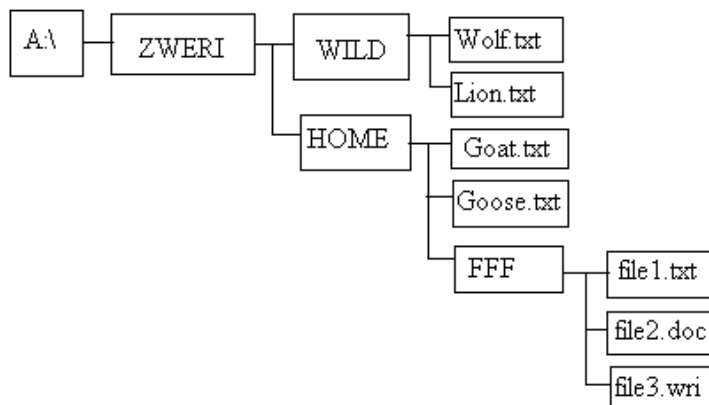 A:\
ZWERI
WILD
Wolf.txt
Lion.txt
HOME
Goat.txt
Goose.txt
FFF
file1.txt
file2.doc
file3.wri